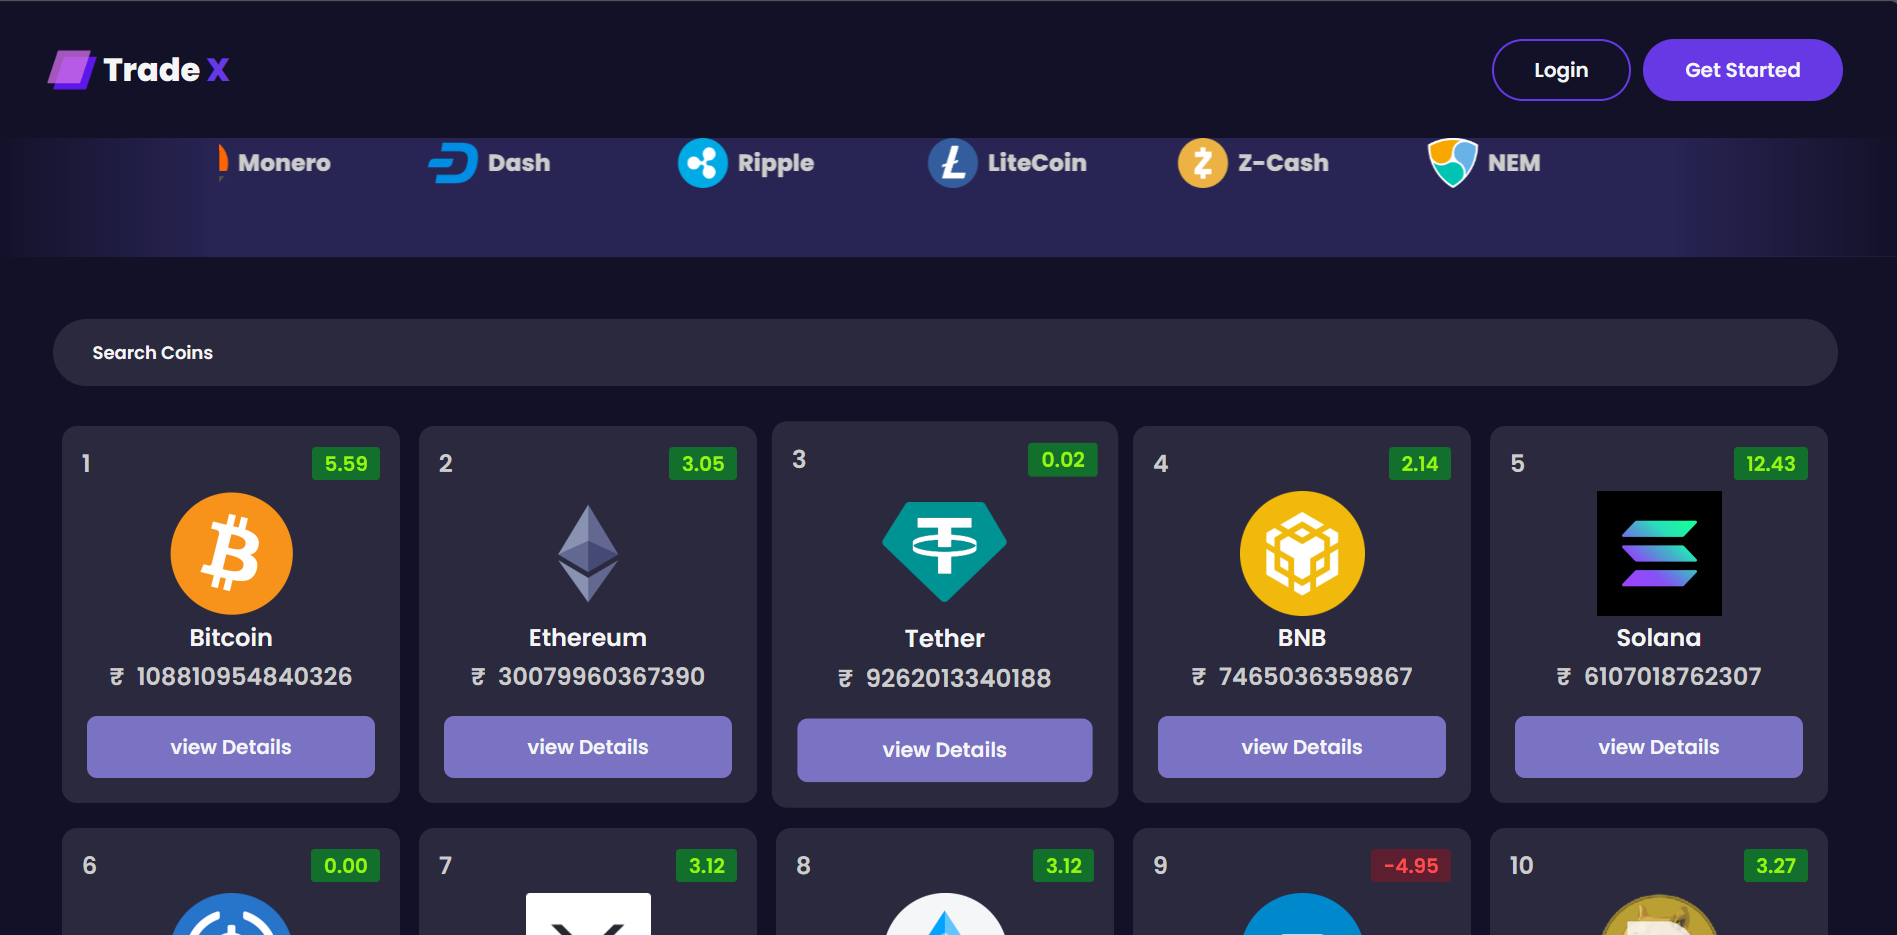 Trade X
Login
Get Started
Monero
Dash
Ripple
LiteCoin
Z-Cash
NEM
Search Coins
1
5.59
Bitcoin
₹ 108810954840326
view Details
2
3.05
Ethereum
₹ 30079960367390
view Details
3
0.02
Tether
₹ 9262013340188
view Details
4
2.14
BNB
₹ 7465036359867
view Details
5
12.43
Solana
₹ 6107018762307
view Details
6
0.00
7
3.12
8
3.12
9
-4.95
10
3.27